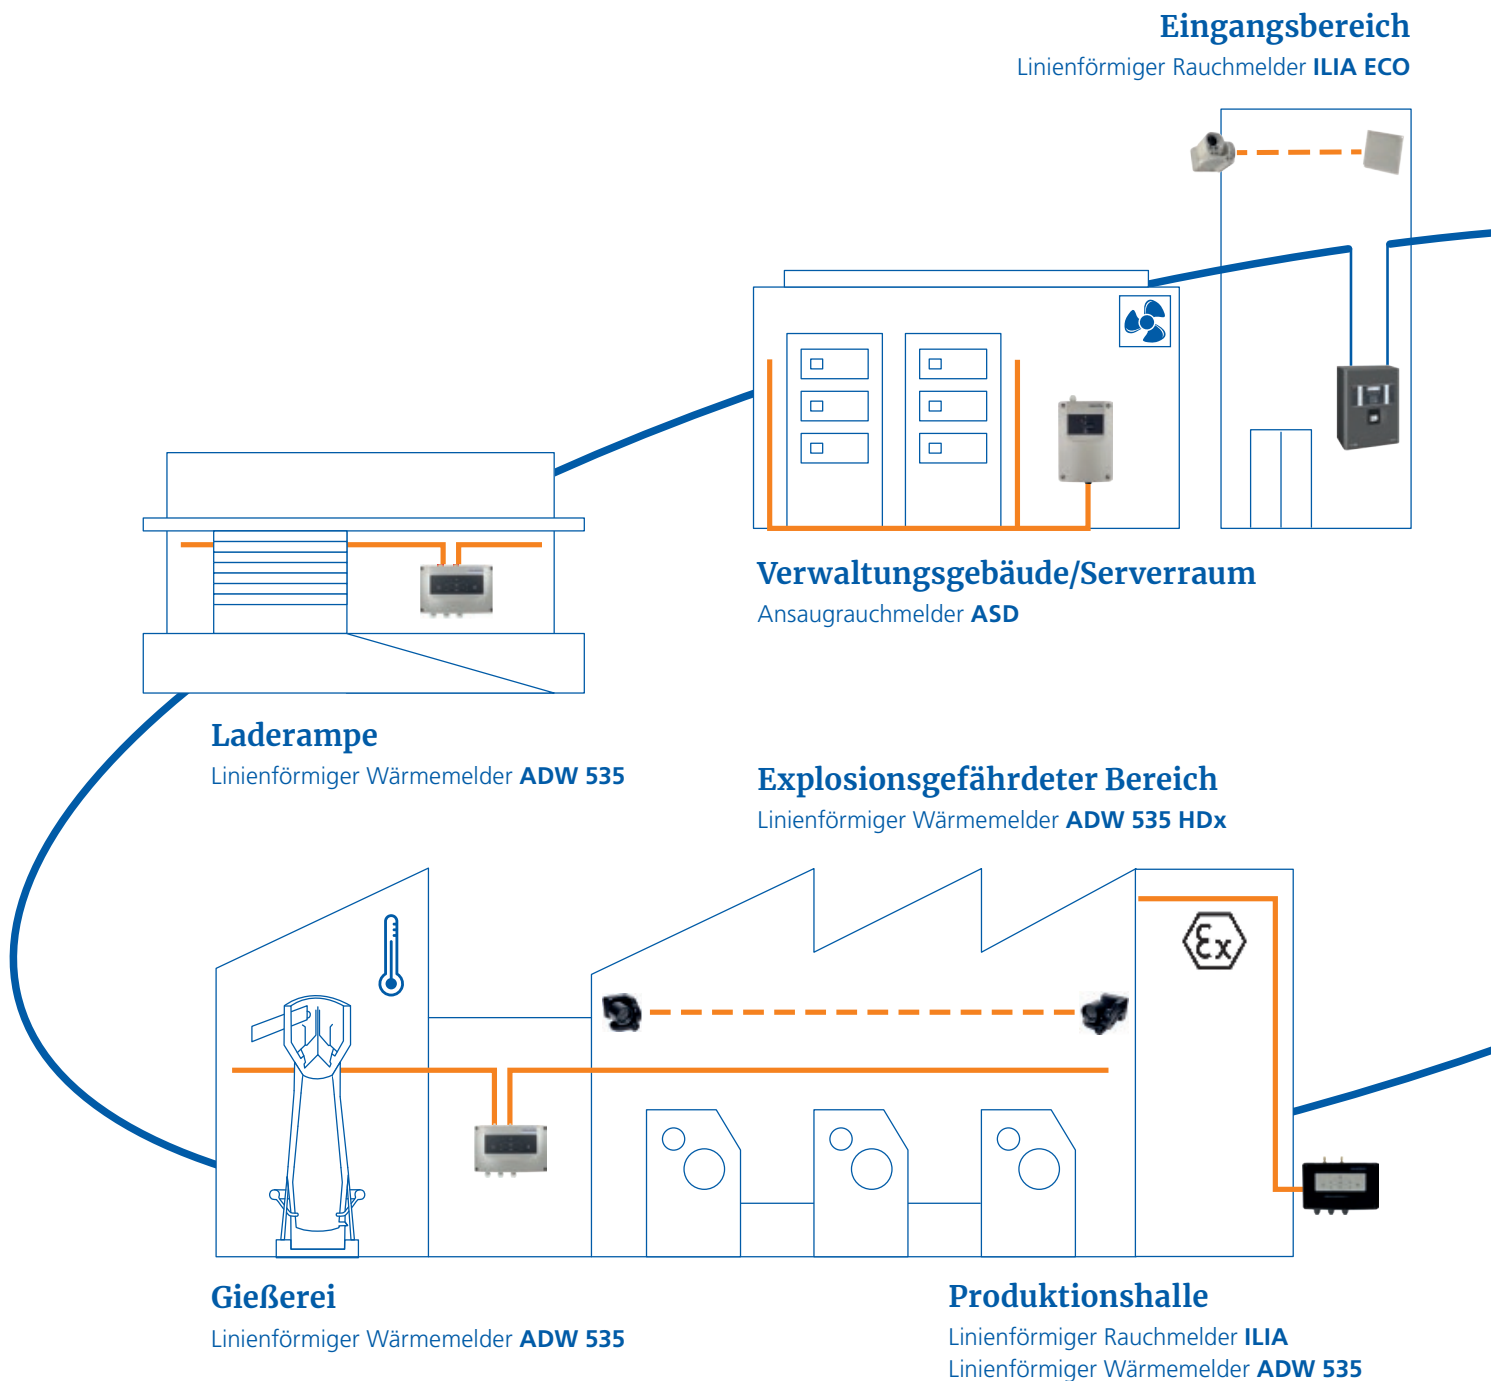 Eingangsbereich
Linienförmiger Rauchmelder ILIA ECO
Verwaltungsgebäude/Serverraum
Ansaugrauchmelder ASD
Laderampe
Linienförmiger Wärmemelder ADW 535
Explosionsgefährdeter Bereich
Linienförmiger Wärmemelder ADW 535 HDx
Ex
Gießerei
Linienförmiger Wärmemelder ADW 535
Produktionshalle
Linienförmiger Rauchmelder ILIA
Linienförmiger Wärmemelder ADW 535